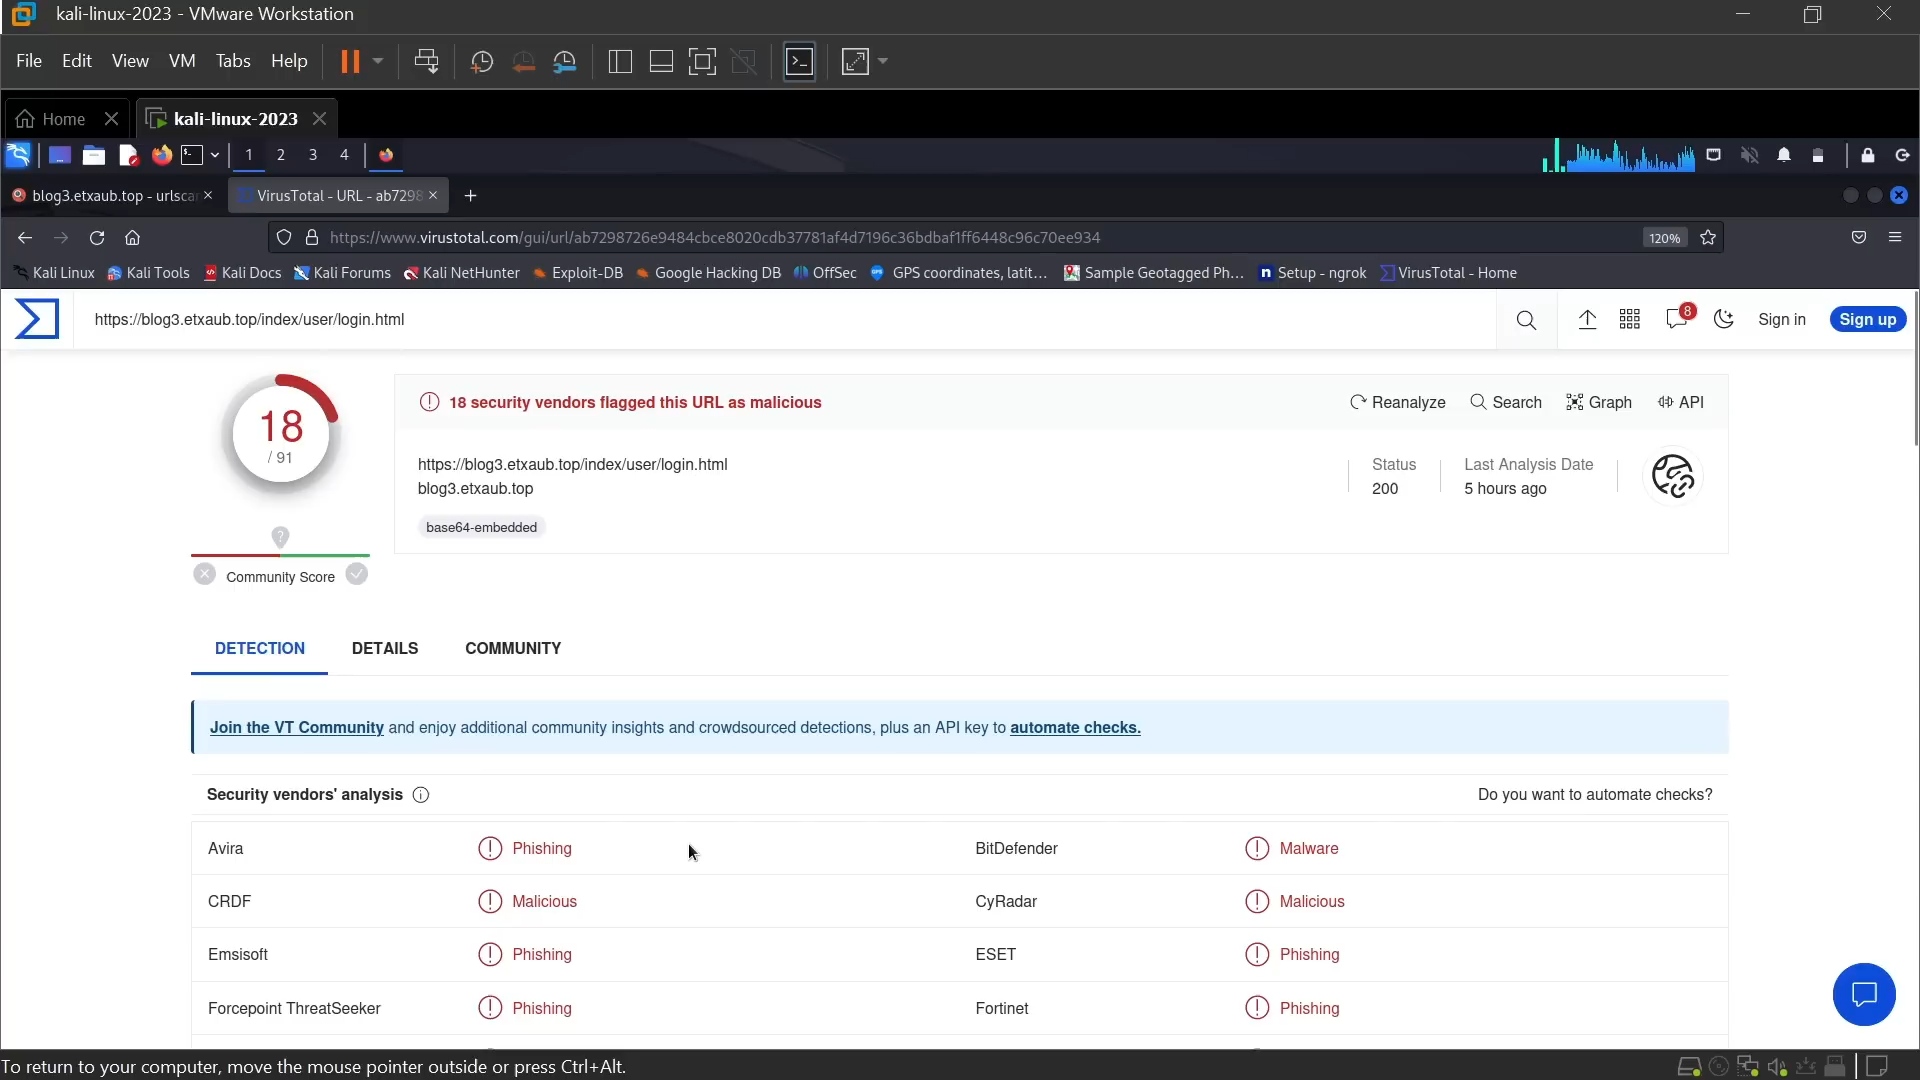 kali-linux-2023 - VMware Workstation
File Edit View VM Tabs Help
Home kali-linux-2023
1 2 3 4
blog3.etxaub.top - urlsca VirusTotal - URL - ab7298
https://www.virustotal.com/gui/url/ab7298726e9484cbce8020cdb37781af4d7196c36bdbaf1ff6448c96c70ee934 120%
Kali Linux Kali Tools Kali Docs Kali Forums Kali NetHunter Exploit-DB Google Hacking DB OffSec GPS coordinates, latit... Sample Geotagged Ph... Setup - ngrok VirusTotal - Home
https://blog3.etxaub.top/index/user/login.html 8 Sign in Sign up
18
/ 91
18 security vendors flagged this URL as malicious Reanalyze Search Graph API
https://blog3.etxaub.top/index/user/login.html
blog3.etxaub.top
Status
200
Last Analysis Date
5 hours ago
base64-embedded
?
Community Score
DETECTION DETAILS COMMUNITY
Join the VT Community and enjoy additional community insights and crowdsourced detections, plus an API key to automate checks.
Security vendors' analysis Do you want to automate checks?
Avira Phishing BitDefender Malware
CRDF Malicious CyRadar Malicious
Emsisoft Phishing ESET Phishing
Forcepoint ThreatSeeker Phishing Fortinet Phishing
To return to your computer, move the mouse pointer outside or press Ctrl+Alt.